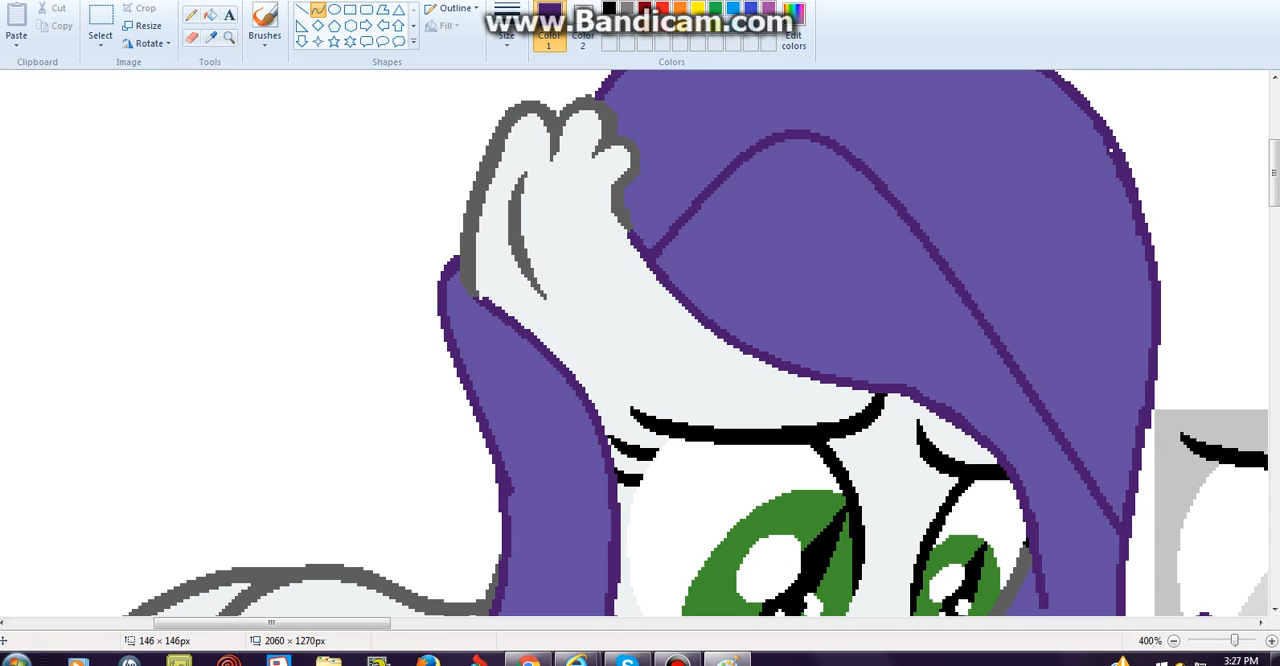 www.Bandicam.com
Paste
Cut
Copy
Clipboard
Select
Crop
Resize
Rotate
Image
Tools
Brushes
Shapes
Outline
Fill
Size
Color 1
Color 2
Edit colors
Colors
146 × 146px
2060 × 1270px
400%
3:27 PM